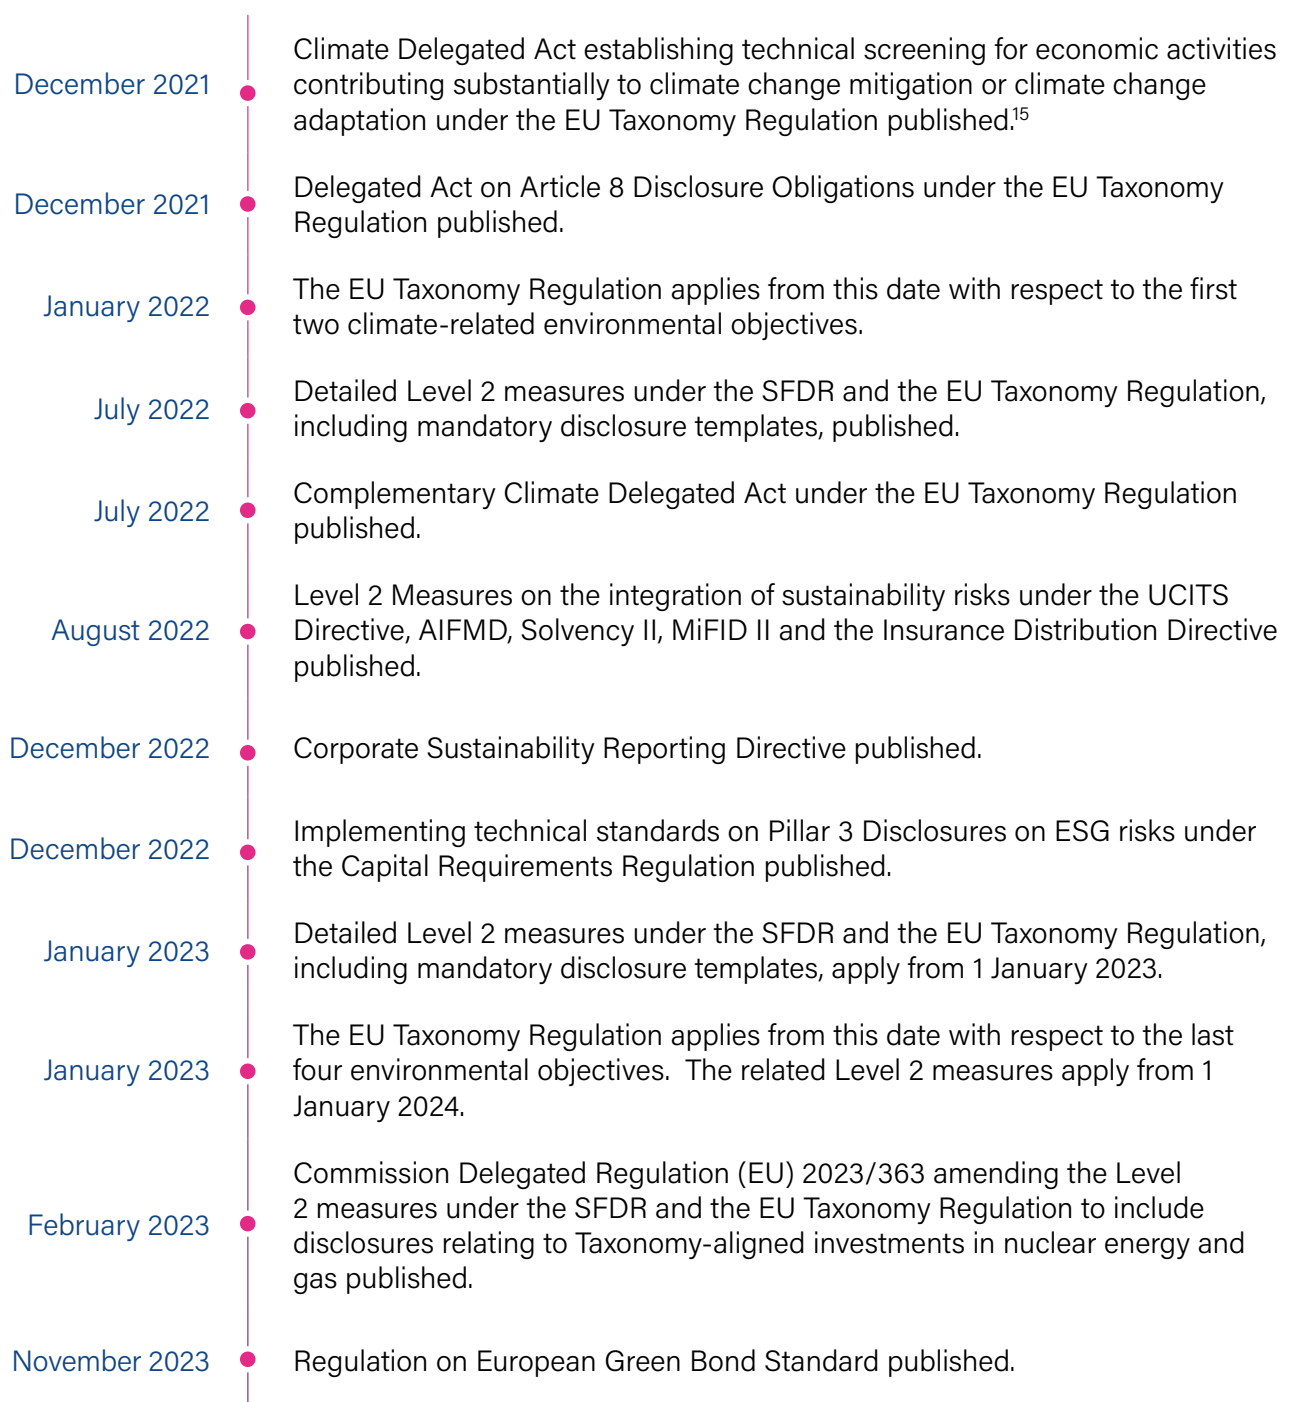 December 2021
Climate Delegated Act establishing technical screening for economic activities
contributing substantially to climate change mitigation or climate change
adaptation under the EU Taxonomy Regulation published.15
December 2021
Delegated Act on Article 8 Disclosure Obligations under the EU Taxonomy
Regulation published.
January 2022
The EU Taxonomy Regulation applies from this date with respect to the first
two climate-related environmental objectives.
July 2022
Detailed Level 2 measures under the SFDR and the EU Taxonomy Regulation,
including mandatory disclosure templates, published.
July 2022
Complementary Climate Delegated Act under the EU Taxonomy Regulation
published.
August 2022
Level 2 Measures on the integration of sustainability risks under the UCITS
Directive, AIFMD, Solvency II, MiFID II and the Insurance Distribution Directive
published.
December 2022
Corporate Sustainability Reporting Directive published.
December 2022
Implementing technical standards on Pillar 3 Disclosures on ESG risks under
the Capital Requirements Regulation published.
January 2023
Detailed Level 2 measures under the SFDR and the EU Taxonomy Regulation,
including mandatory disclosure templates, apply from 1 January 2023.
January 2023
The EU Taxonomy Regulation applies from this date with respect to the last
four environmental objectives.  The related Level 2 measures apply from 1
January 2024.
February 2023
Commission Delegated Regulation (EU) 2023/363 amending the Level
2 measures under the SFDR and the EU Taxonomy Regulation to include
disclosures relating to Taxonomy-aligned investments in nuclear energy and
gas published.
November 2023
Regulation on European Green Bond Standard published.